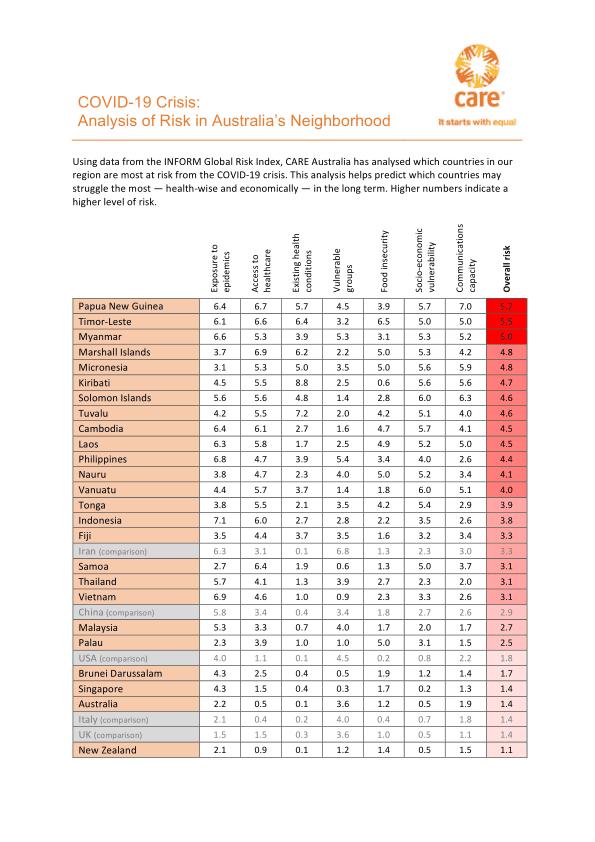 care
It starts with equal
COVID-19 Crisis:
Analysis of Risk in Australia's Neighborhood
Using data from the INFORM Global Risk Index, CARE Australia has analysed which countries in our
region are most at risk from the COVID-19 crisis. This analysis helps predict which countries may
struggle the most — health-wise and economically — in the long term. Higher numbers indicate a
higher level of risk.
Exposure to epidemics Access to healthcare Existing health conditions Vulnerable groups Food insecurity Socio-economic vulnerability Communications capacity Overall risk
Papua New Guinea 6.4 6.7 5.7 4.5 3.9 5.7 7.0 5.7
Timor-Leste 6.1 6.6 6.4 3.2 6.5 5.0 5.0 5.5
Myanmar 6.6 5.3 3.9 5.3 3.1 5.3 5.2 5.0
Marshall Islands 3.7 6.9 6.2 2.2 5.0 5.3 4.2 4.8
Micronesia 3.1 5.3 5.0 3.5 5.0 5.6 5.9 4.8
Kiribati 4.5 5.5 8.8 2.5 0.6 5.6 5.6 4.7
Solomon Islands 5.6 5.6 4.8 1.4 2.8 6.0 6.3 4.6
Tuvalu 4.2 5.5 7.2 2.0 4.2 5.1 4.0 4.6
Cambodia 6.4 6.1 2.7 1.6 4.7 5.7 4.1 4.5
Laos 6.3 5.8 1.7 2.5 4.9 5.2 5.0 4.5
Philippines 6.8 4.7 3.9 5.4 3.4 4.0 2.6 4.4
Nauru 3.8 4.7 2.3 4.0 5.0 5.2 3.4 4.1
Vanuatu 4.4 5.7 3.7 1.4 1.8 6.0 5.1 4.0
Tonga 3.8 5.5 2.1 3.5 4.2 5.4 2.9 3.9
Indonesia 7.1 6.0 2.7 2.8 2.2 3.5 2.6 3.8
Fiji 3.5 4.4 3.7 3.5 1.6 3.2 3.4 3.3
Iran (comparison) 6.3 3.1 0.1 6.8 1.3 2.3 3.0 3.3
Samoa 2.7 6.4 1.9 0.6 1.3 5.0 3.7 3.1
Thailand 5.7 4.1 1.3 3.9 2.7 2.3 2.0 3.1
Vietnam 6.9 4.6 1.0 0.9 2.3 3.3 2.6 3.1
China (comparison) 5.8 3.4 0.4 3.4 1.8 2.7 2.6 2.9
Malaysia 5.3 3.3 0.7 4.0 1.7 2.0 1.7 2.7
Palau 2.3 3.9 1.0 1.0 5.0 3.1 1.5 2.5
USA (comparison) 4.0 1.1 0.1 4.5 0.2 0.8 2.2 1.8
Brunei Darussalam 4.3 2.5 0.4 0.5 1.9 1.2 1.4 1.7
Singapore 4.3 1.5 0.4 0.3 1.7 0.2 1.3 1.4
Australia 2.2 0.5 0.1 3.6 1.2 0.5 1.9 1.4
Italy (comparison) 2.1 0.4 0.2 4.0 0.4 0.7 1.8 1.4
UK (comparison) 1.5 1.5 0.3 3.6 1.0 0.5 1.1 1.4
New Zealand 2.1 0.9 0.1 1.2 1.4 0.5 1.5 1.1